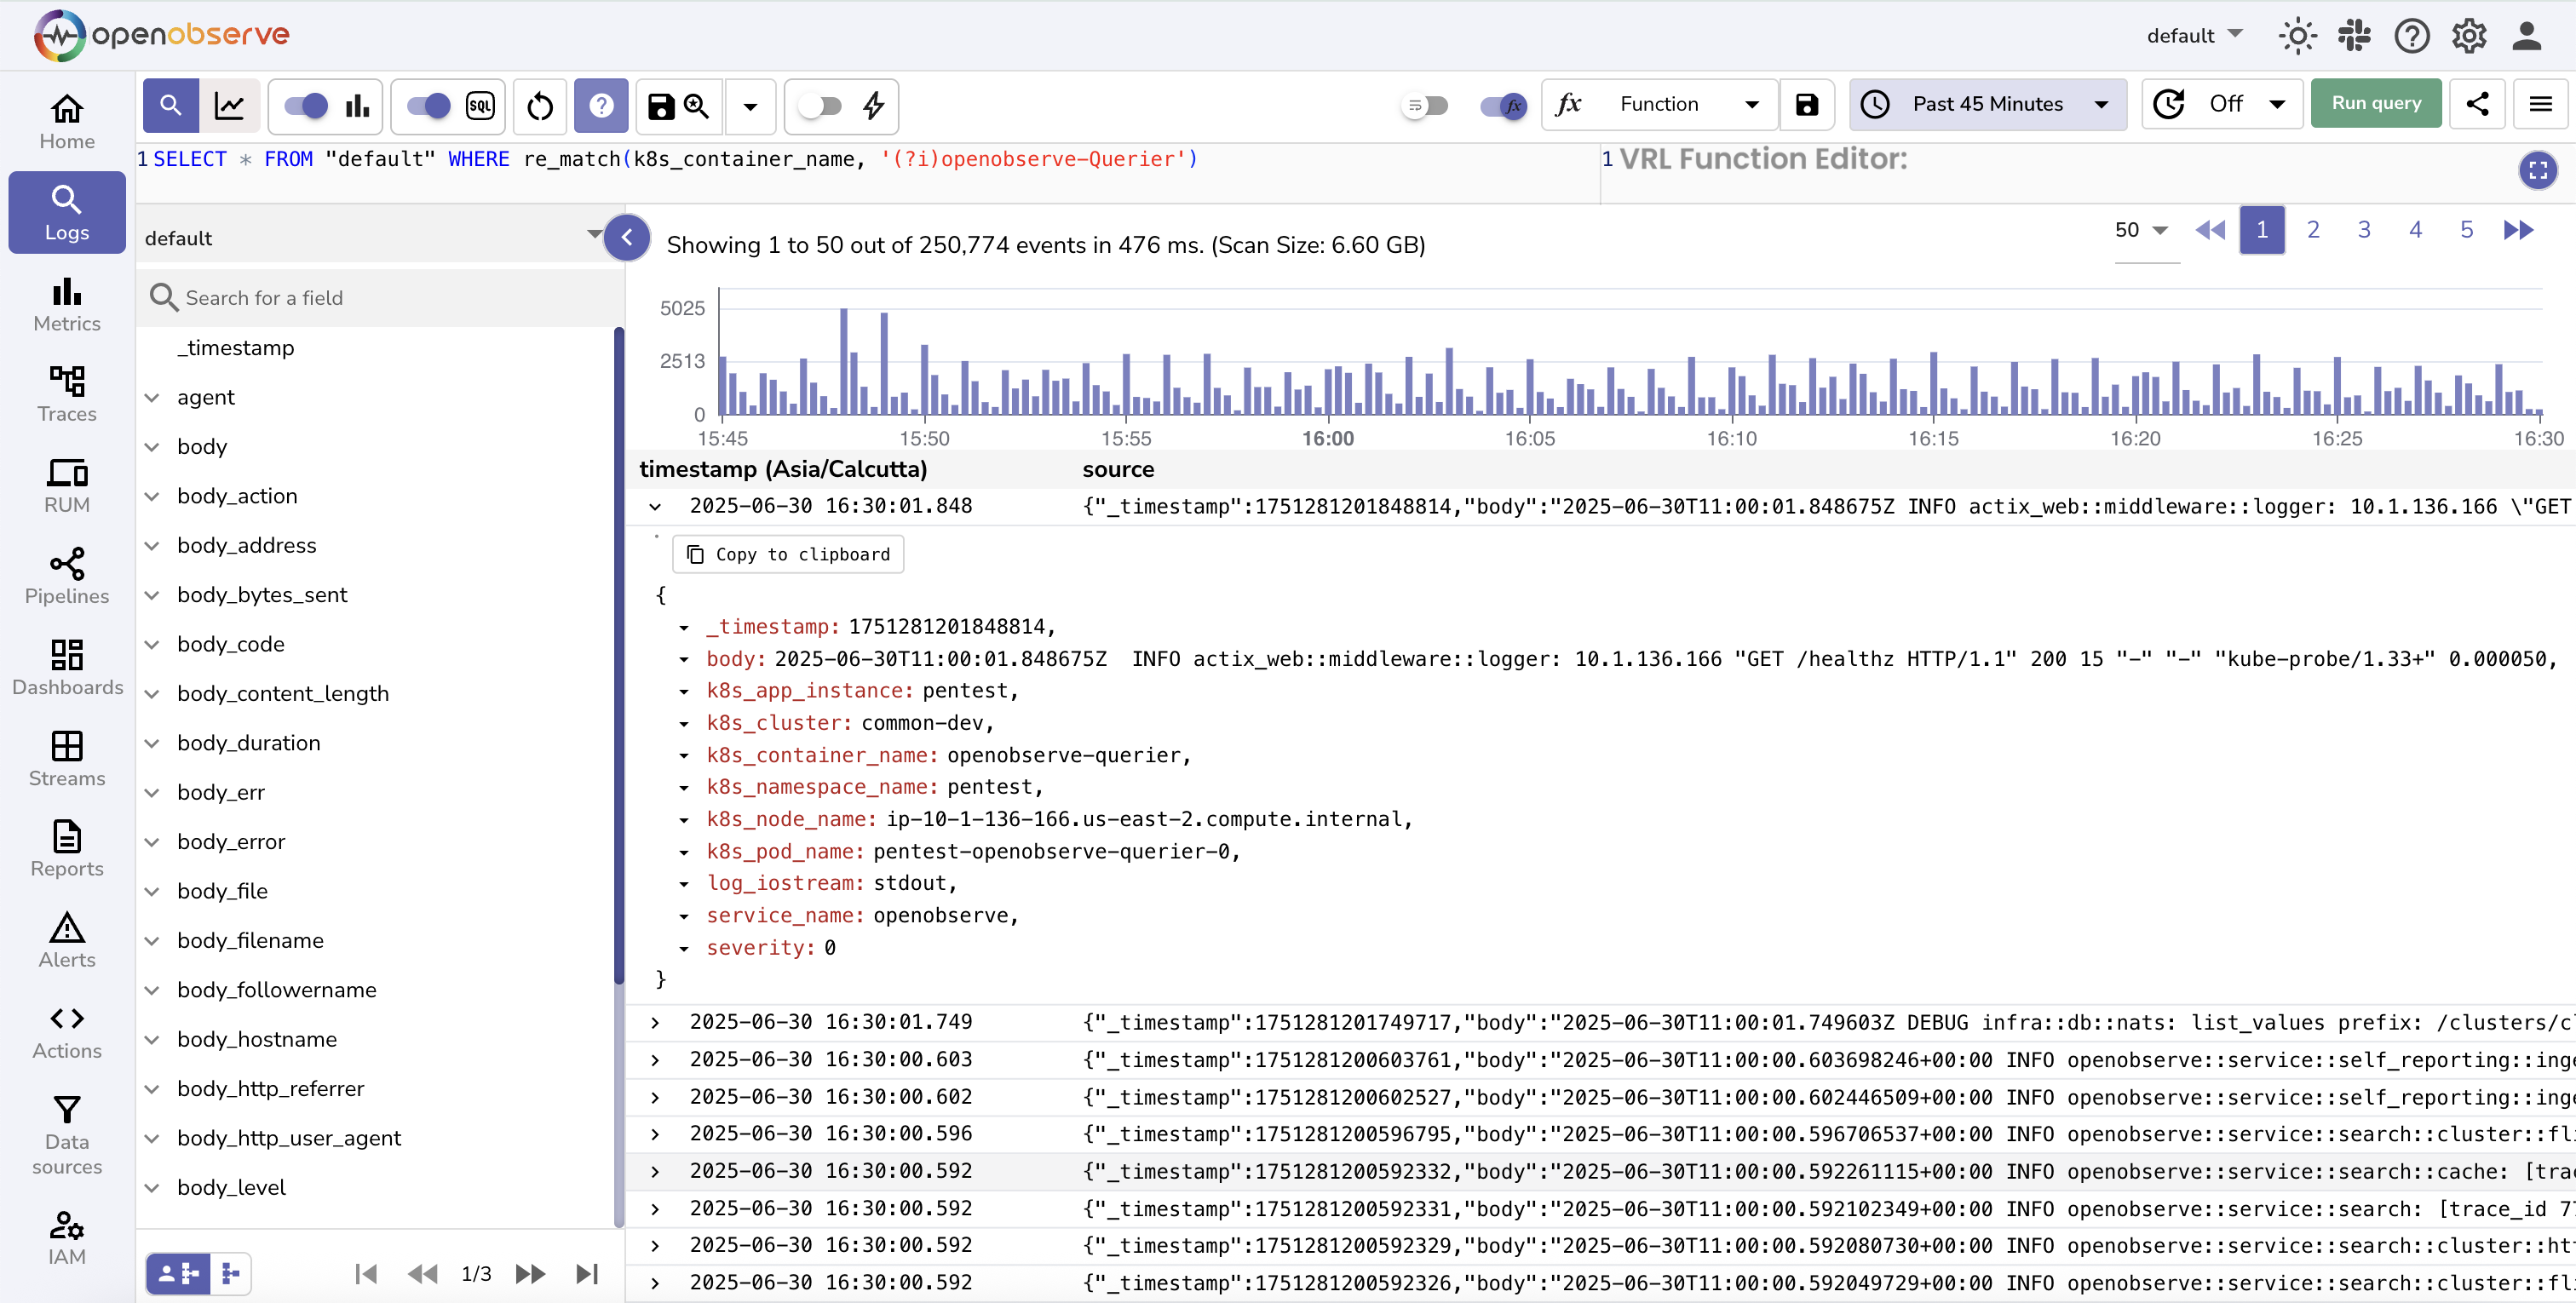 openobserve
default
Home
Logs
Metrics
Traces
RUM
Pipelines
Dashboards
Streams
Reports
Alerts
Actions
Data
sources
IAM
SQL
fx
fx Function
Past 45 Minutes
Off
Run query
1 SELECT * FROM "default" WHERE re_match(k8s_container_name, '(?i)openobserve-Querier')
1 VRL Function Editor:
default
Search for a field
_timestamp
agent
body
body_action
body_address
body_bytes_sent
body_code
body_content_length
body_duration
body_err
body_error
body_file
body_filename
body_followername
body_hostname
body_http_referrer
body_http_user_agent
body_level
1/3
Showing 1 to 50 out of 250,774 events in 476 ms. (Scan Size: 6.60 GB)
50 1 2 3 4 5
5025
2513
0
15:45 15:50 15:55 16:00 16:05 16:10 16:15 16:20 16:25 16:30
timestamp (Asia/Calcutta) source
2025-06-30 16:30:01.848 {"_timestamp":1751281201848814,"body":"2025-06-30T11:00:01.848675Z INFO actix_web::middleware::logger: 10.1.136.166 \"GET
Copy to clipboard
{
_timestamp: 1751281201848814,
body: 2025-06-30T11:00:01.848675Z  INFO actix_web::middleware::logger: 10.1.136.166 "GET /healthz HTTP/1.1" 200 15 "-" "-" "kube-probe/1.33+" 0.000050,
k8s_app_instance: pentest,
k8s_cluster: common-dev,
k8s_container_name: openobserve-querier,
k8s_namespace_name: pentest,
k8s_node_name: ip-10-1-136-166.us-east-2.compute.internal,
k8s_pod_name: pentest-openobserve-querier-0,
log_iostream: stdout,
service_name: openobserve,
severity: 0
}
2025-06-30 16:30:01.749 {"_timestamp":1751281201749717,"body":"2025-06-30T11:00:01.749603Z DEBUG infra::db::nats: list_values prefix: /clusters/c
2025-06-30 16:30:00.603 {"_timestamp":1751281200603761,"body":"2025-06-30T11:00:00.603698246+00:00 INFO openobserve::service::self_reporting::inge
2025-06-30 16:30:00.602 {"_timestamp":1751281200602527,"body":"2025-06-30T11:00:00.602446509+00:00 INFO openobserve::service::self_reporting::inge
2025-06-30 16:30:00.596 {"_timestamp":1751281200596795,"body":"2025-06-30T11:00:00.596706537+00:00 INFO openobserve::service::search::cluster::fl
2025-06-30 16:30:00.592 {"_timestamp":1751281200592332,"body":"2025-06-30T11:00:00.592261115+00:00 INFO openobserve::service::search::cache: [trac
2025-06-30 16:30:00.592 {"_timestamp":1751281200592331,"body":"2025-06-30T11:00:00.592102349+00:00 INFO openobserve::service::search: [trace_id 7
2025-06-30 16:30:00.592 {"_timestamp":1751281200592329,"body":"2025-06-30T11:00:00.592080730+00:00 INFO openobserve::service::search::cluster::ht
2025-06-30 16:30:00.592 {"_timestamp":1751281200592326,"body":"2025-06-30T11:00:00.592049729+00:00 INFO openobserve::service::search::cluster::fl